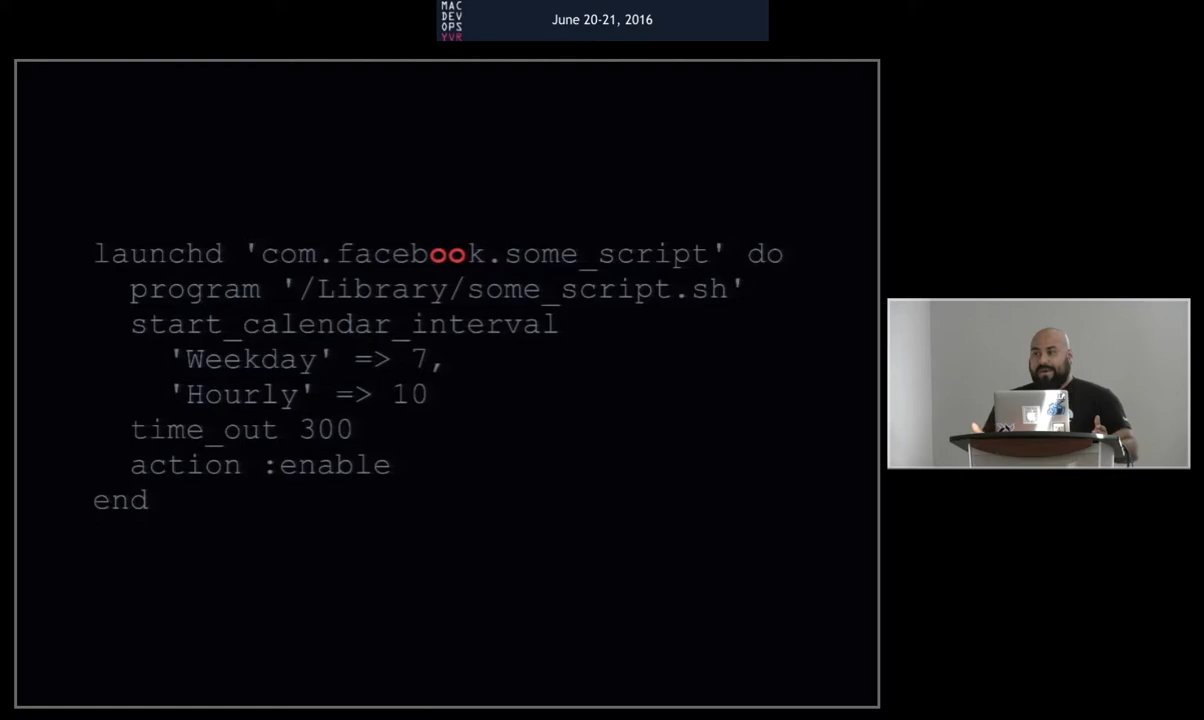 MAC
DEV
OPS
YVR
June 20-21, 2016
launchd 'com.facebook.some_script' do
program '/Library/some_script.sh'
start_calendar_interval
'Weekday' => 7,
'Hourly' => 10
time_out 300
action :enable
end